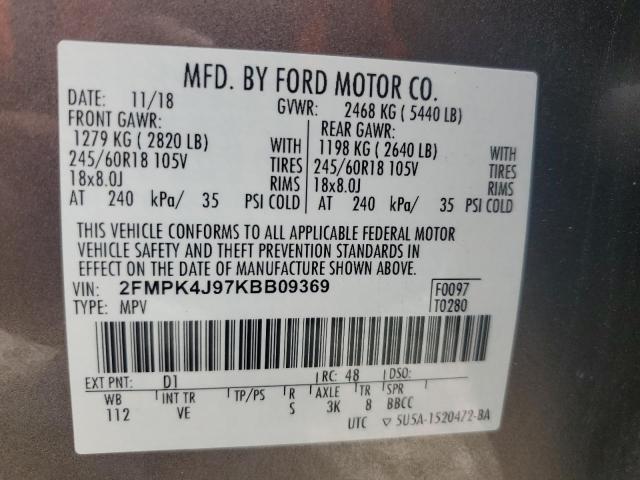 MFD. BY FORD MOTOR CO.
DATE: 11/18 GVWR: 2468 KG ( 5440 LB)
FRONT GAWR: REAR GAWR:
1279 KG ( 2820 LB) WITH 1198 KG ( 2640 LB) WITH
245/60R18 105V TIRES 245/60R18 105V TIRES
18x8.0J RIMS 18x8.0J RIMS
AT 240 kPa/ 35 PSI COLD AT 240 kPa/ 35 PSI COLD
THIS VEHICLE CONFORMS TO ALL APPLICABLE FEDERAL MOTOR
VEHICLE SAFETY AND THEFT PREVENTION STANDARDS IN
EFFECT ON THE DATE OF MANUFACTURE SHOWN ABOVE.
VIN: 2FMPK4J97KBB09369 F0097
TYPE: MPV T0280
EXT PNT: D1 RC: 48 DSO:
WB INT TR TP/PS R AXLE TR SPR
112 VE S 3K 8 BBCC
UTC ▽ 5U5A-1520472-BA